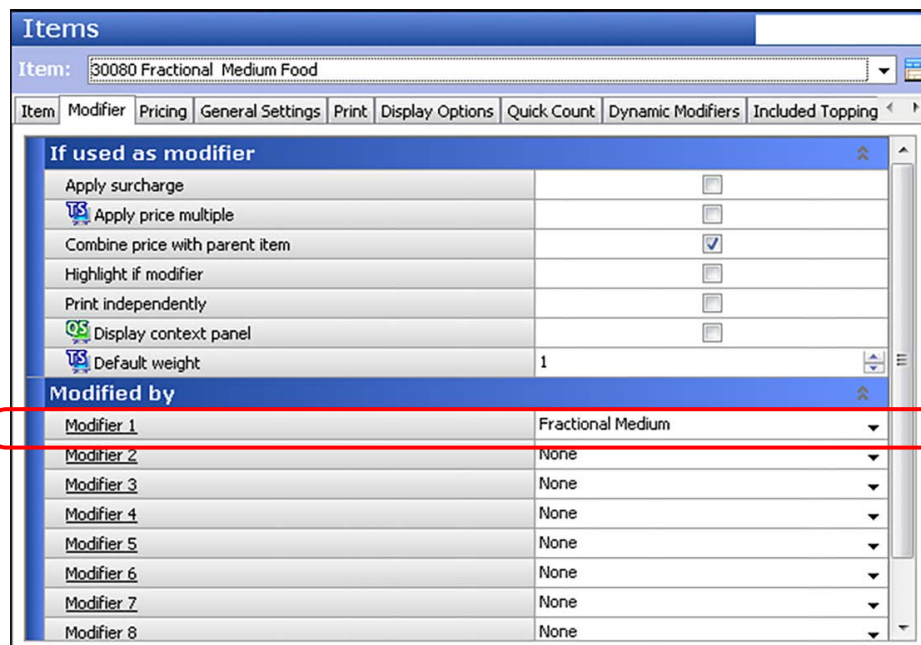 Items
Item: 30080 Fractional Medium Food
Item Modifier Pricing General Settings Print Display Options Quick Count Dynamic Modifiers Included Topping
If used as modifier
Apply surcharge
TS Apply price multiple
Combine price with parent item
Highlight if modifier
Print independently
QS Display context panel
TS Default weight 1
Modified by
Modifier 1 Fractional Medium
Modifier 2 None
Modifier 3 None
Modifier 4 None
Modifier 5 None
Modifier 6 None
Modifier 7 None
Modifier 8 None